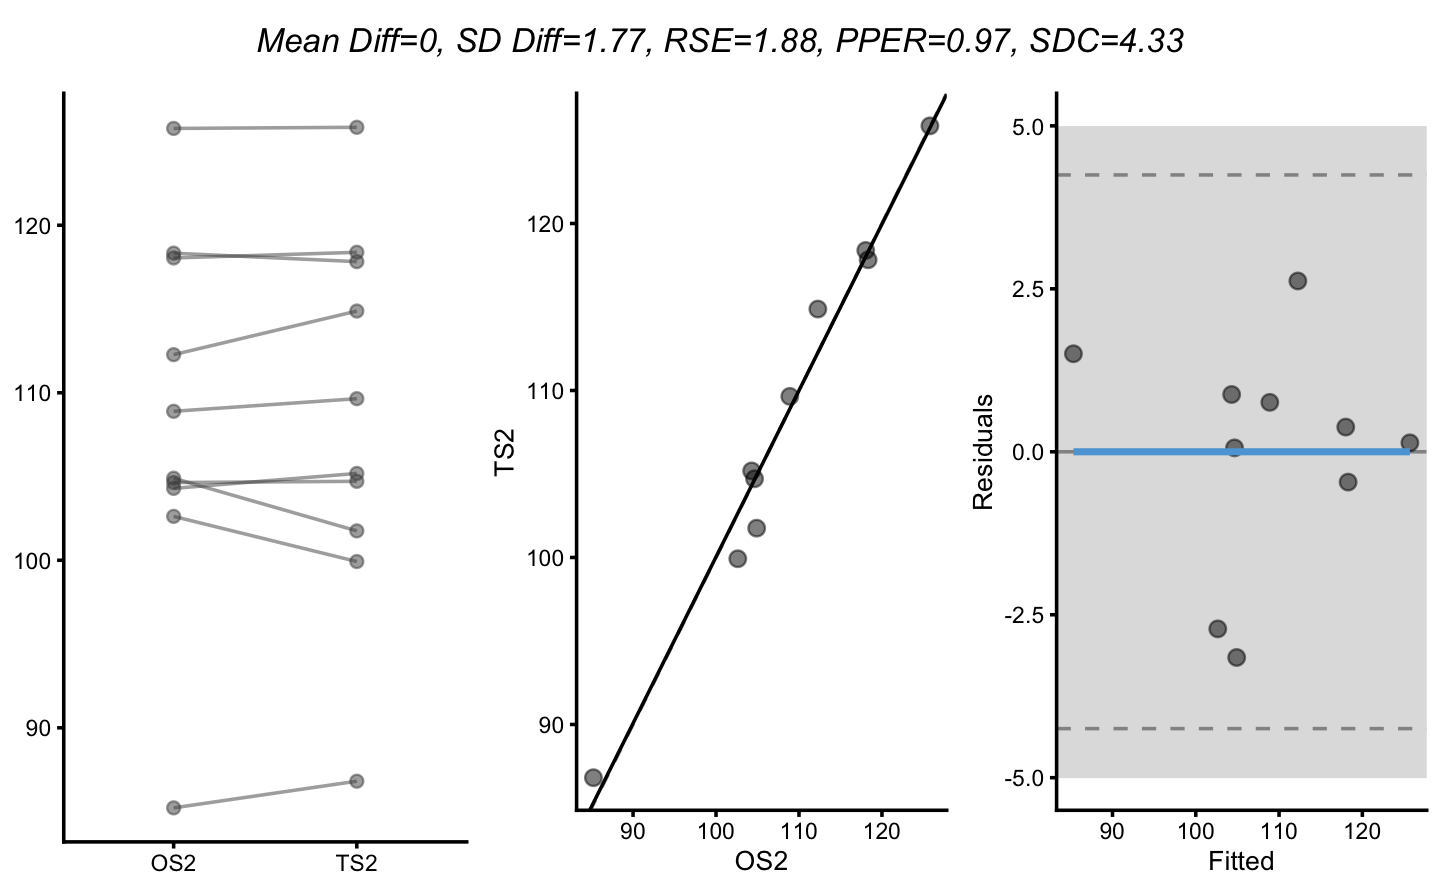 Mean Diff=0, SD Diff=1.77, RSE=1.88, PPER=0.97, SDC=4.33
120
110
100
90
OS2 TS2
TS2
120
110
100
90
90 100 110 120
OS2
Residuals
5.0
2.5
0.0
-2.5
-5.0
90 100 110 120
Fitted